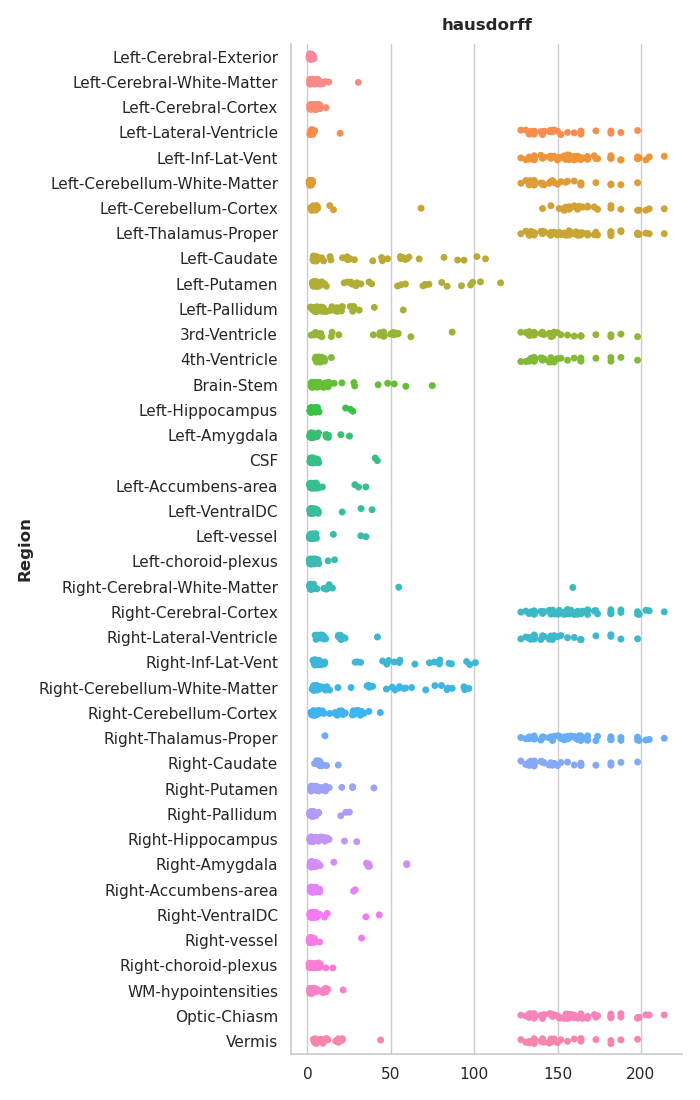 hausdorff
Left-Cerebral-Exterior
Left-Cerebral-White-Matter
Left-Cerebral-Cortex
Left-Lateral-Ventricle
Left-Inf-Lat-Vent
Left-Cerebellum-White-Matter
Left-Cerebellum-Cortex
Left-Thalamus-Proper
Left-Caudate
Left-Putamen
Left-Pallidum
3rd-Ventricle
4th-Ventricle
Brain-Stem
Left-Hippocampus
Left-Amygdala
CSF
Left-Accumbens-area
Left-VentralDC
Left-vessel
Left-choroid-plexus
Right-Cerebral-White-Matter
Right-Cerebral-Cortex
Right-Lateral-Ventricle
Right-Inf-Lat-Vent
Right-Cerebellum-White-Matter
Right-Cerebellum-Cortex
Right-Thalamus-Proper
Right-Caudate
Right-Putamen
Right-Pallidum
Right-Hippocampus
Right-Amygdala
Right-Accumbens-area
Right-VentralDC
Right-vessel
Right-choroid-plexus
WM-hypointensities
Optic-Chiasm
Vermis
Region
0 50 100 150 200